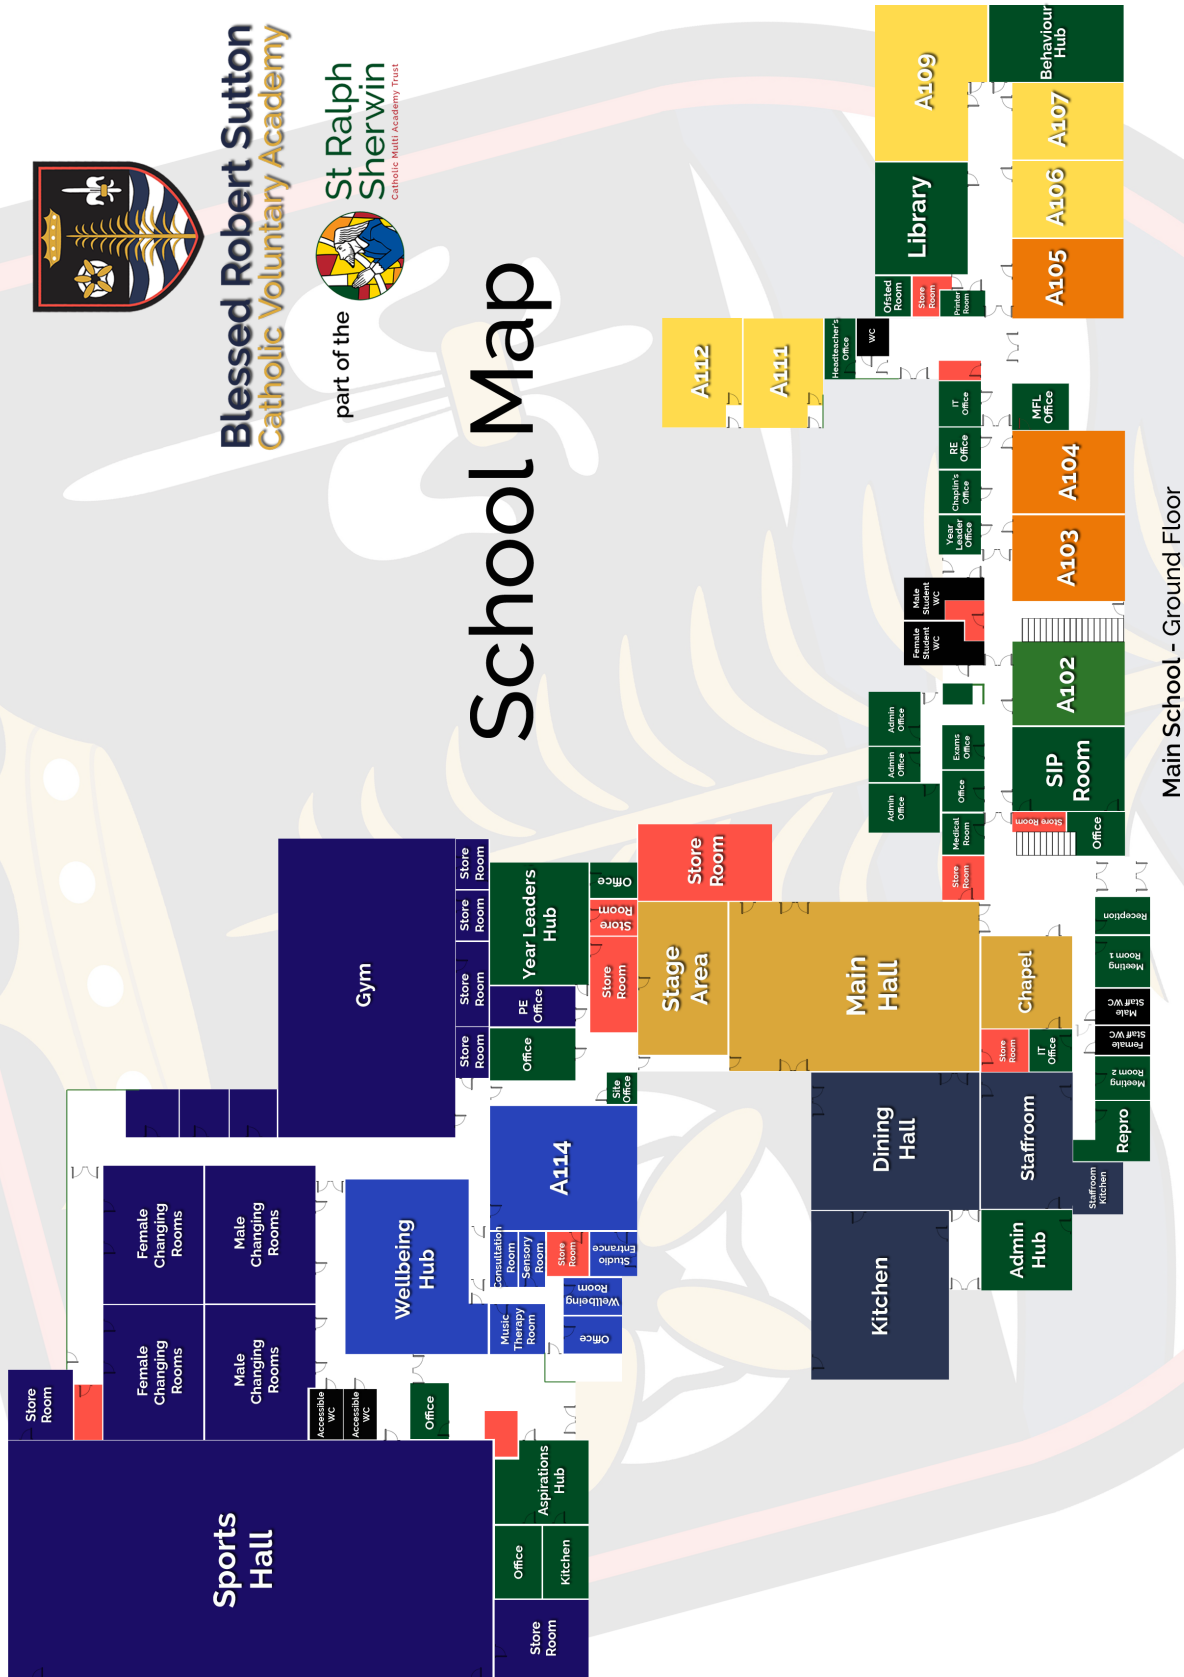 Blessed Robert Sutton
Catholic Voluntary Academy
part of the
St Ralph
Sherwin
Catholic Multi Academy Trust
School Map
Sports
Hall
Store
Room
Store
Room
Office
Kitchen
Aspirations
Hub
Office
Accessible
WC
Accessible
WC
Female
Changing
Rooms
Male
Changing
Rooms
Female
Changing
Rooms
Male
Changing
Rooms
Wellbeing
Hub
Music
Therapy
Room
Office
Wellbeing
Room
Consultation
Room
Sensory
Room
Store
Room
Studio
Entrance
A114
Site
Office
Gym
Store
Room
Store
Room
Store
Room
Store
Room
Office
PE
Office
Year Leaders
Hub
Store
Room
Store
Room
Office
Store
Room
Stage
Area
Main
Hall
Kitchen
Dining
Hall
Admin
Hub
Staffroom
Staffroom
Kitchen
Repro
Meeting
Room 2
Female
Staff WC
Male
Staff WC
Meeting
Room 1
Reception
Store
Room
IT
Office
Chapel
Store
Room
Medical
Room
Office
Exams
Office
Admin
Office
Admin
Office
Admin
Office
Office
Store Room
SIP
Room
A102
Female
Student
WC
Male
Student
WC
A103
A104
Year
Leader
Office
Chaplin's
Office
RE
Office
IT
Office
MFL
Office
A112
A111
Headteacher's
Office
WC
Ofsted
Room
Store
Room
Printer
Room
Library
A109
A105
A106
A107
Behaviour
Hub
Main School - Ground Floor